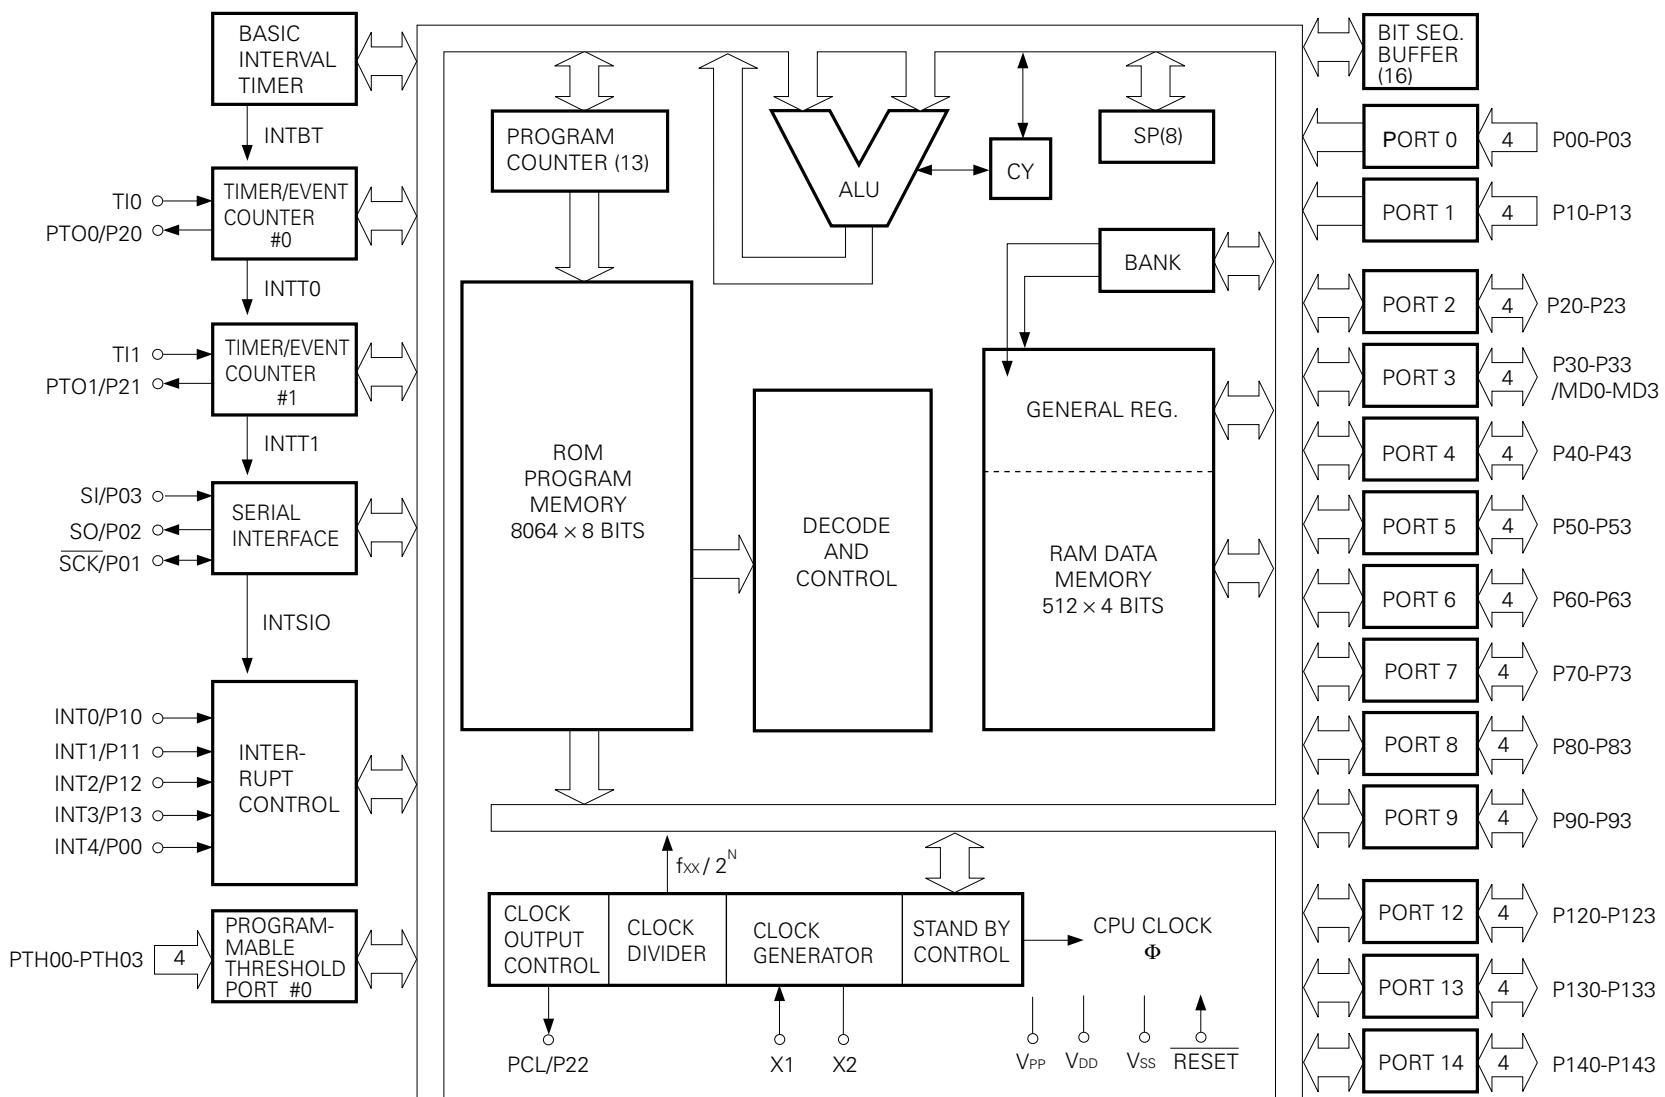 BASIC
INTERVAL
TIMER
INTBT
TI0
PTO0/P20
TIMER/EVENT
COUNTER
#0
INTT0
TI1
PTO1/P21
TIMER/EVENT
COUNTER
#1
INTT1
SI/P03
SO/P02
SCK/P01
SERIAL
INTERFACE
INTSIO
INT0/P10
INT1/P11
INT2/P12
INT3/P13
INT4/P00
INTER-
RUPT
CONTROL
PTH00-PTH03
4
PROGRAM-
MABLE
THRESHOLD
PORT #0
PROGRAM
COUNTER (13)
ALU
CY
SP(8)
BANK
ROM
PROGRAM
MEMORY
8064 × 8 BITS
DECODE
AND
CONTROL
GENERAL REG.
RAM DATA
MEMORY
512 × 4 BITS
fxx / 2^N
CLOCK
OUTPUT
CONTROL
CLOCK
DIVIDER
CLOCK
GENERATOR
STAND BY
CONTROL
CPU CLOCK
Φ
PCL/P22
X1
X2
VPP
VDD
VSS
RESET
BIT SEQ.
BUFFER
(16)
PORT 0
4
P00-P03
PORT 1
4
P10-P13
PORT 2
4
P20-P23
PORT 3
4
P30-P33
/MD0-MD3
PORT 4
4
P40-P43
PORT 5
4
P50-P53
PORT 6
4
P60-P63
PORT 7
4
P70-P73
PORT 8
4
P80-P83
PORT 9
4
P90-P93
PORT 12
4
P120-P123
PORT 13
4
P130-P133
PORT 14
4
P140-P143